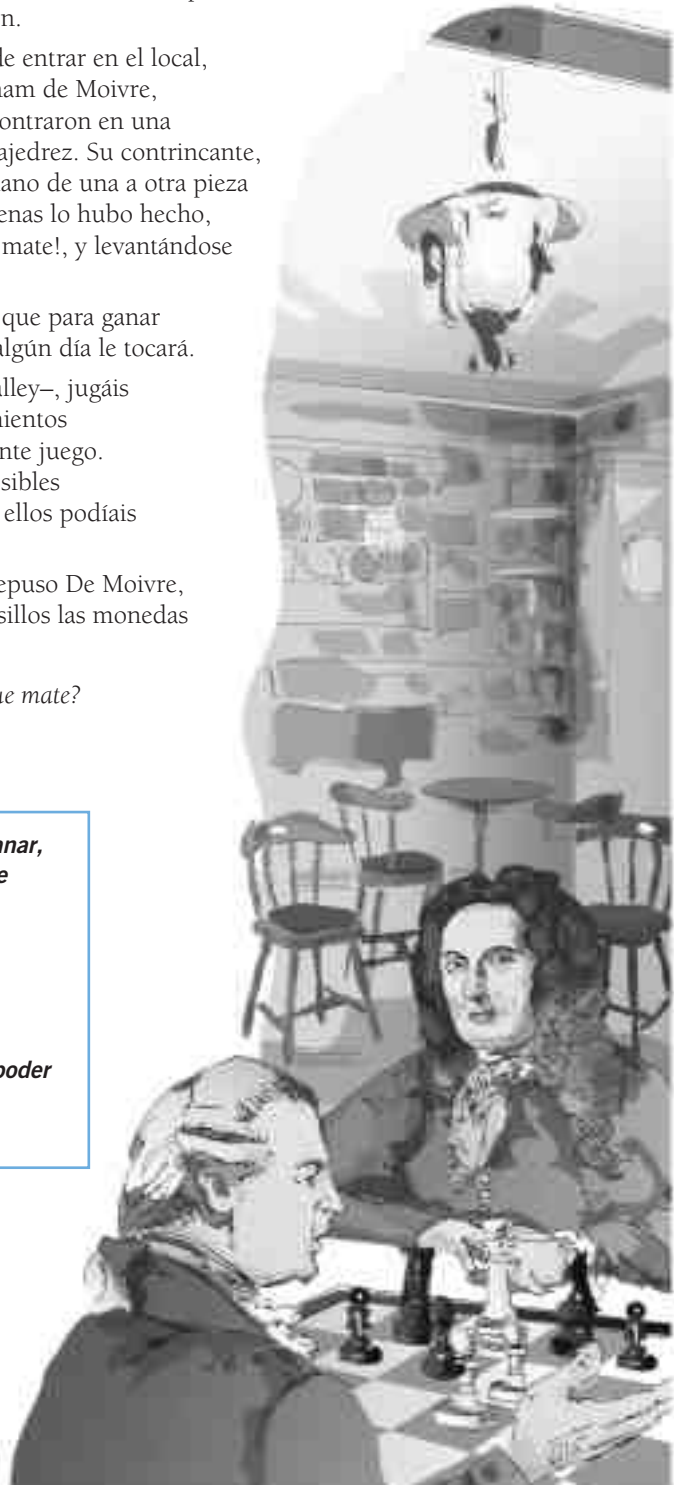 n.
le entrar en el local,
nam de Moivre,
ontraron en una
ajedrez. Su contrincante,
ano de una a otra pieza
enas lo hubo hecho,
mate!, y levantándose
que para ganar
algún día le tocará.
alley–, jugáis
nientos
nte juego.
sibles
ellos podíais
epuso De Moivre,
sillos las monedas
ue mate?
anar,
e
poder